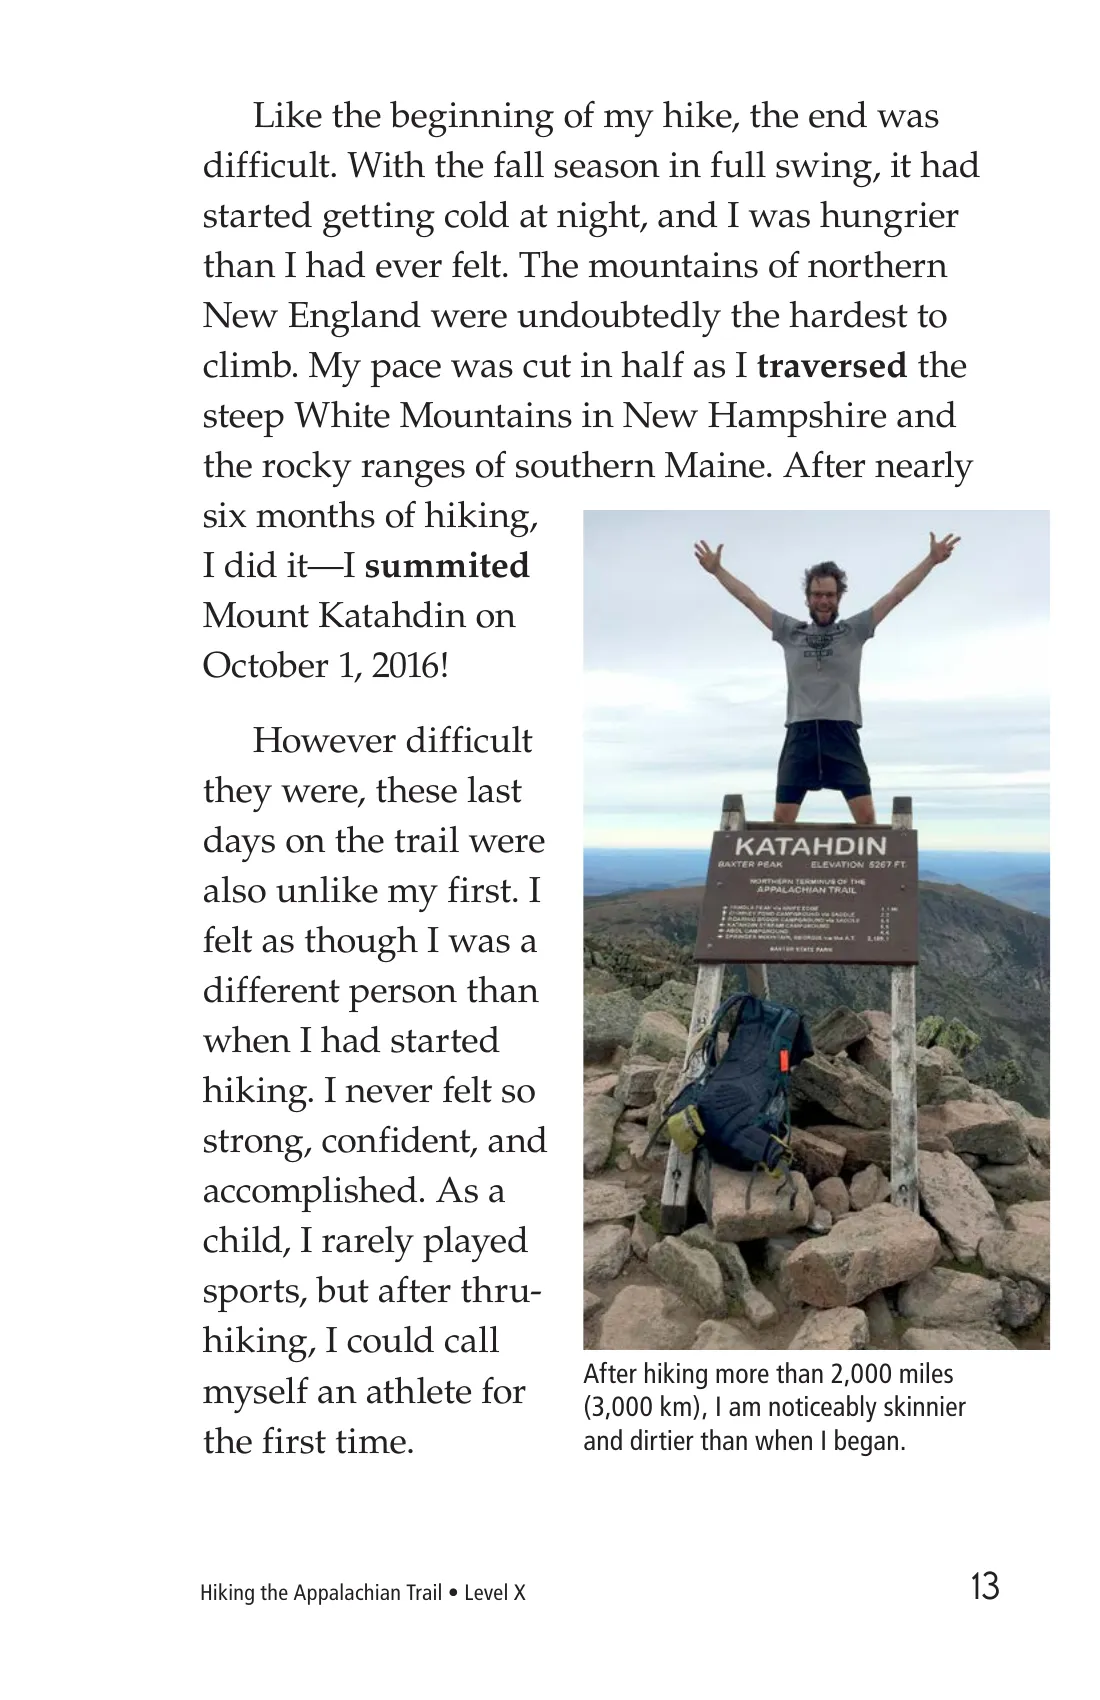 Like the beginning of my hike, the end was
difficult. With the fall season in full swing, it had
started getting cold at night, and I was hungrier
than I had ever felt. The mountains of northern
New England were undoubtedly the hardest to
climb. My pace was cut in half as I traversed the
steep White Mountains in New Hampshire and
the rocky ranges of southern Maine. After nearly
six months of hiking,
I did it—I summited
Mount Katahdin on
October 1, 2016!
However difficult
they were, these last
days on the trail were
also unlike my first. I
felt as though I was a
different person than
when I had started
hiking. I never felt so
strong, confident, and
accomplished. As a
child, I rarely played
sports, but after thru-
hiking, I could call
myself an athlete for
the first time.
KATAHDIN
BAXTER PEAK ELEVATION 5267 FT.
NORTHERN TERMINUS OF THE
APPALACHIAN TRAIL
BAXTER STATE PARK
After hiking more than 2,000 miles
(3,000 km), I am noticeably skinnier
and dirtier than when I began.
Hiking the Appalachian Trail • Level X
13